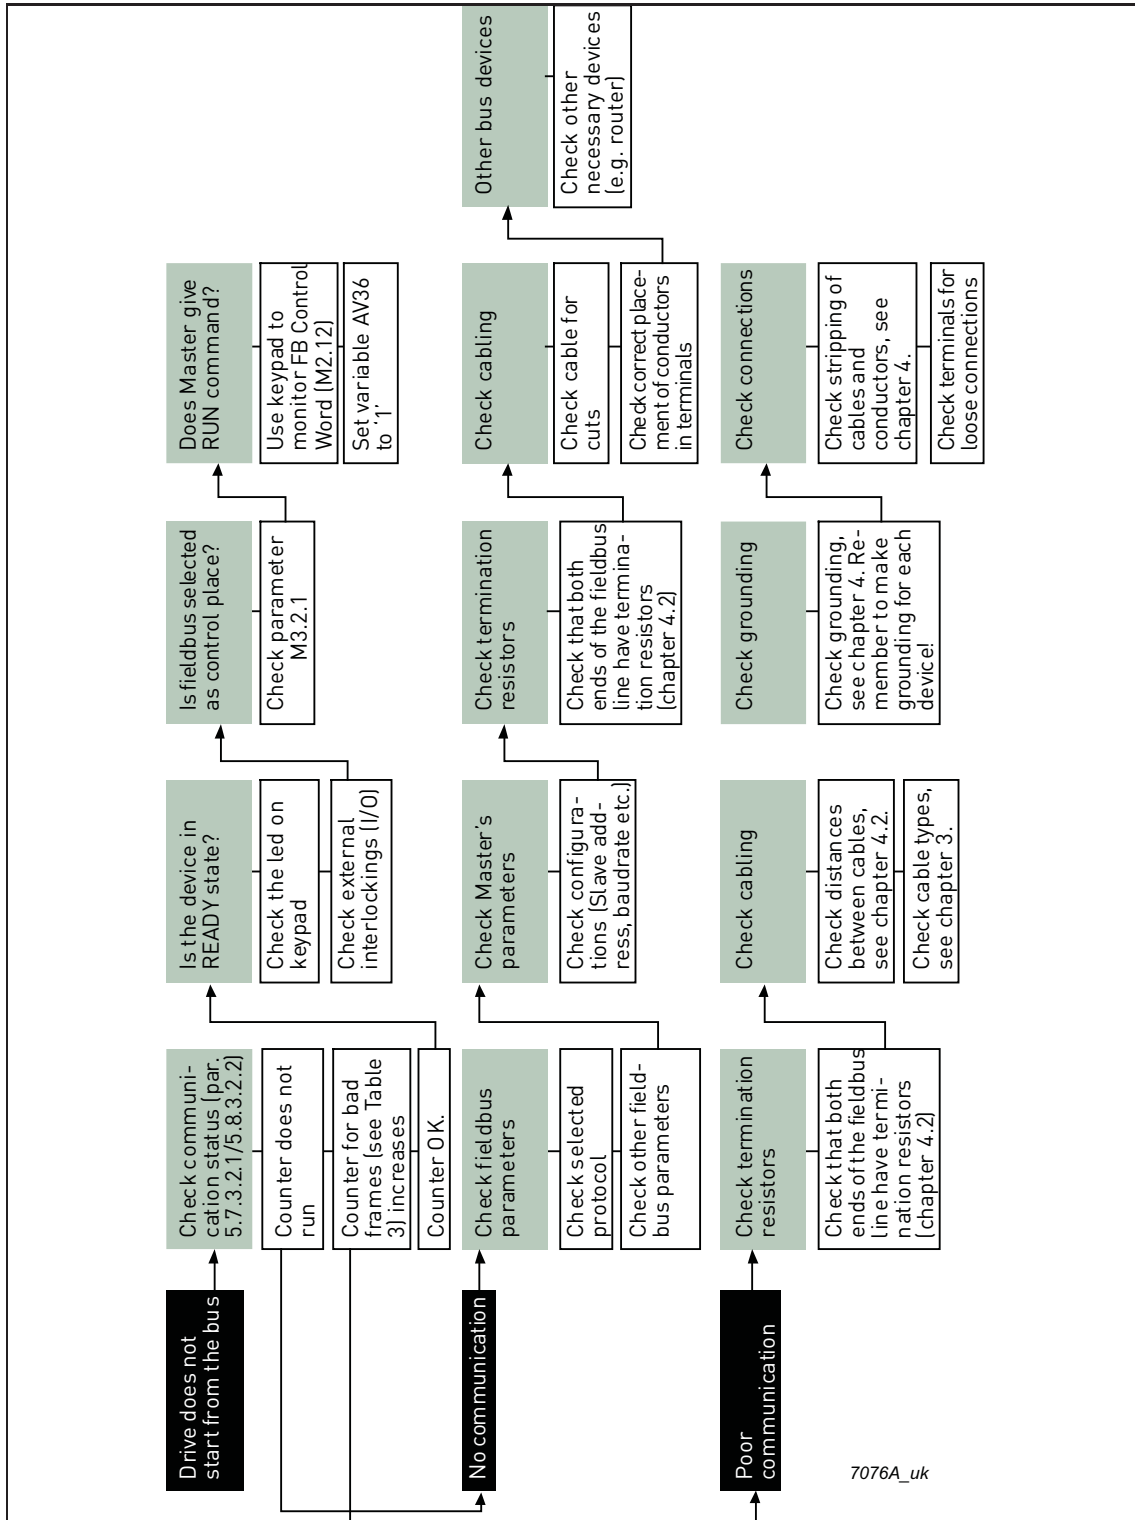 Drive does not
start from the bus
Check communi-
cation status (par.
5.7.3.2.1/5.8.3.2.2)
Counter does not
run
Counter for bad
frames (see Table
3) increases
Counter OK.
Is the device in
READY state?
Check the led on
keypad
Check external
interlockings (I/O)
Is fieldbus selected
as control place?
Check parameter
M3.2.1
Does Master give
RUN command?
Use keypad to
monitor FB Control
Word (M2.12)
Set variable AV36
to ‘1’
No communication
Check fieldbus
parameters
Check selected
protocol
Check other field-
bus parameters
Check Master’s
parameters
Check configura-
tions (Slave add-
ress, baudrate etc.)
Check termination
resistors
Check that both
ends of the fieldbus
line have termina-
tion resistors
(chapter 4.2)
Check cabling
Check cable for
cuts
Check correct place-
ment of conductors
in terminals
Other bus devices
Check other
necessary devices
(e.g. router)
Poor
communication
Check termination
resistors
Check that both
ends of the fieldbus
line have termi-
nation resistors
(chapter 4.2)
Check cabling
Check distances
between cables,
see chapter 4.2.
Check cable types,
see chapter 3.
Check grounding
Check grounding,
see chapter 4. Re-
member to make
grounding for each
device!
Check connections
Check stripping of
cables and
conductors, see
chapter 4.
Check terminals for
loose connections
7076A_uk